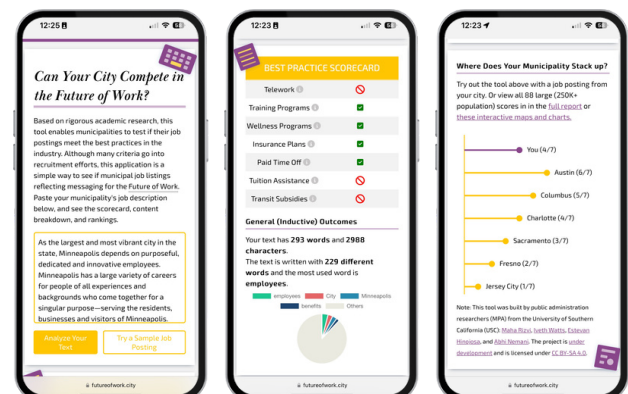 12:25
Can Your City Compete in
the Future of Work?
Based on rigorous academic research, this
tool enables municipalities to test if their job
postings meet the best practices in the
industry. Although many criteria go into
recruitment efforts, this application is a
simple way to see if municipal job listings
reflecting messaging for the Future of Work.
Paste your municipality's job description
below, and see the scorecard, content
breakdown, and rankings.
As the largest and most vibrant city in the
state, Minneapolis depends on purposeful,
dedicated and innovative employees.
Minneapolis has a large variety of careers
for people of all experiences and
backgrounds who come together for a
singular purpose—serving the residents,
businesses and visitors of Minneapolis.
Analyze Your
Text
Try a Sample Job
Posting
futureofwork.city
12:23
BEST PRACTICE SCORECARD
Telework
Training Programs
Wellness Programs
Insurance Plans
Paid Time Off
Tuition Assistance
Transit Subsidies
General (Inductive) Outcomes
Your text has 293 words and 2988
characters.
The text is written with 229 different
words and the most used word is
employees.
employees City Minneapolis
benefits Others
futureofwork.city
12:23
Where Does Your Municipality Stack up?
Try out the tool above with a job posting from
your city. Or view all 88 large (250K+
population) scores in in the full report or
these interactive maps and charts.
You (4/7)
Austin (6/7)
Columbus (5/7)
Charlotte (4/7)
Sacramento (3/7)
Fresno (2/7)
Jersey City (1/7)
Note: This tool was built by public administration
researchers (MPA) from the University of Southern
California (USC): Maha Rizvi, Iveth Watts, Estevan
Hinojosa, and Abhi Nemani. The project is under
development and is licensed under CC BY-SA 4.0.
futureofwork.city